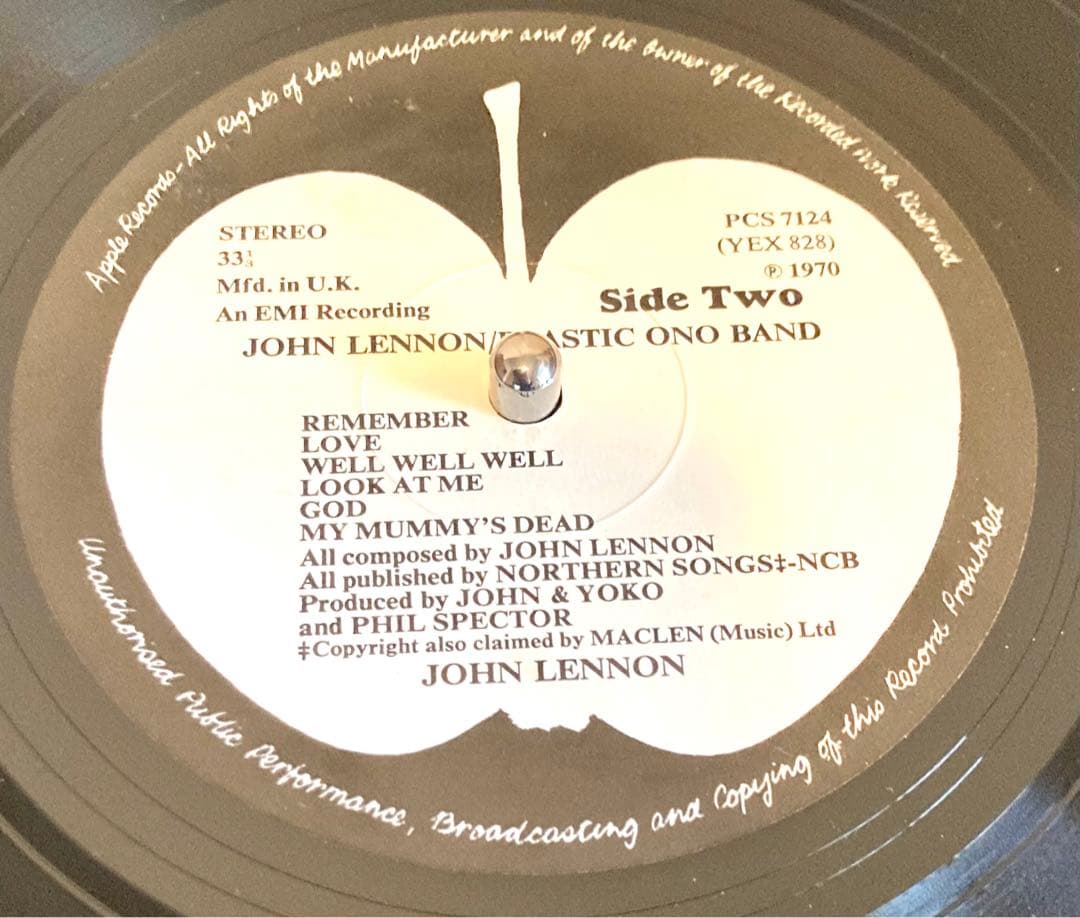 Apple Records-All Rights of the Manufacturer and of the Owner of the Recorded Work Reserved
STEREO
33⅓
Mfd. in U.K.
An EMI Recording
PCS 7124
(YEX 828)
℗ 1970
Side Two
JOHN LENNON/PLASTIC ONO BAND
REMEMBER
LOVE
WELL WELL WELL
LOOK AT ME
GOD
MY MUMMY'S DEAD
All composed by JOHN LENNON
All published by NORTHERN SONGS‡-NCB
Produced by JOHN & YOKO
and PHIL SPECTOR
‡Copyright also claimed by MACLEN (Music) Ltd
JOHN LENNON
Unauthorised Public Performance, Broadcasting and Copying of this Record Prohibited